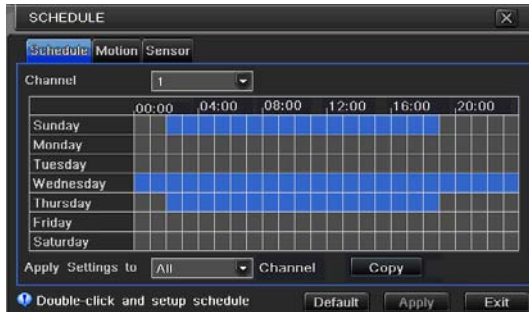 SCHEDULE
Schedule Motion Sensor
Channel 1
00:00 04:00 08:00 12:00 16:00 20:00
Sunday
Monday
Tuesday
Wednesday
Thursday
Friday
Saturday
Apply Settings to All Channel Copy
Double-click and setup schedule Default Apply Exit